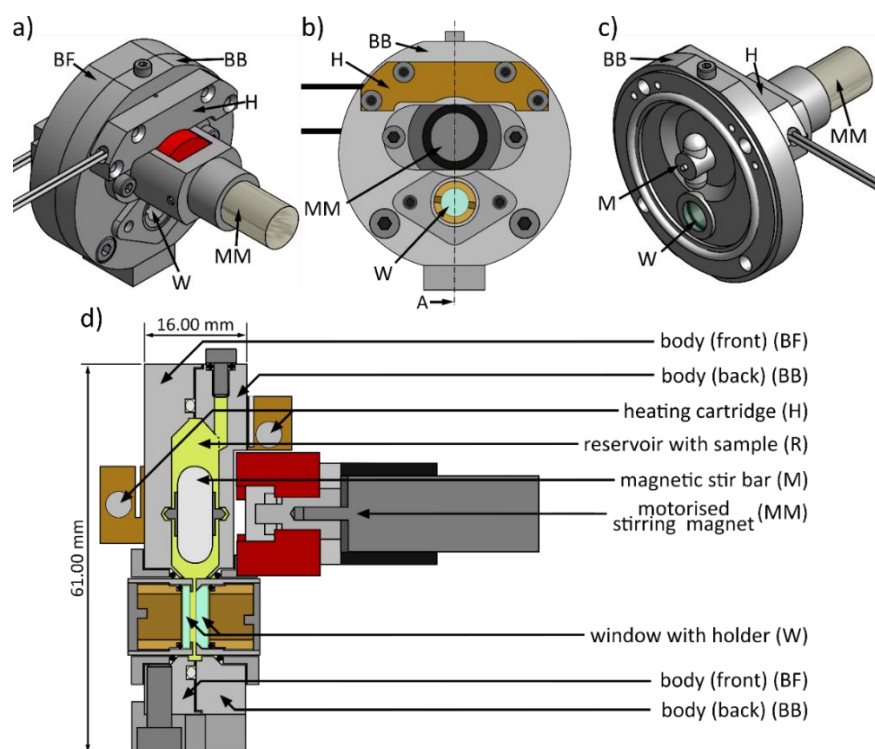 a)
BF
BB
H
MM
W
b)
BB
H
MM
W
A
c)
BB
H
MM
M
W
d)
16.00 mm
61.00 mm
body (front) (BF)
body (back) (BB)
heating cartridge (H)
reservoir with sample (R)
magnetic stir bar (M)
motorised (MM)
stirring magnet
window with holder (W)
body (front) (BF)
body (back) (BB)